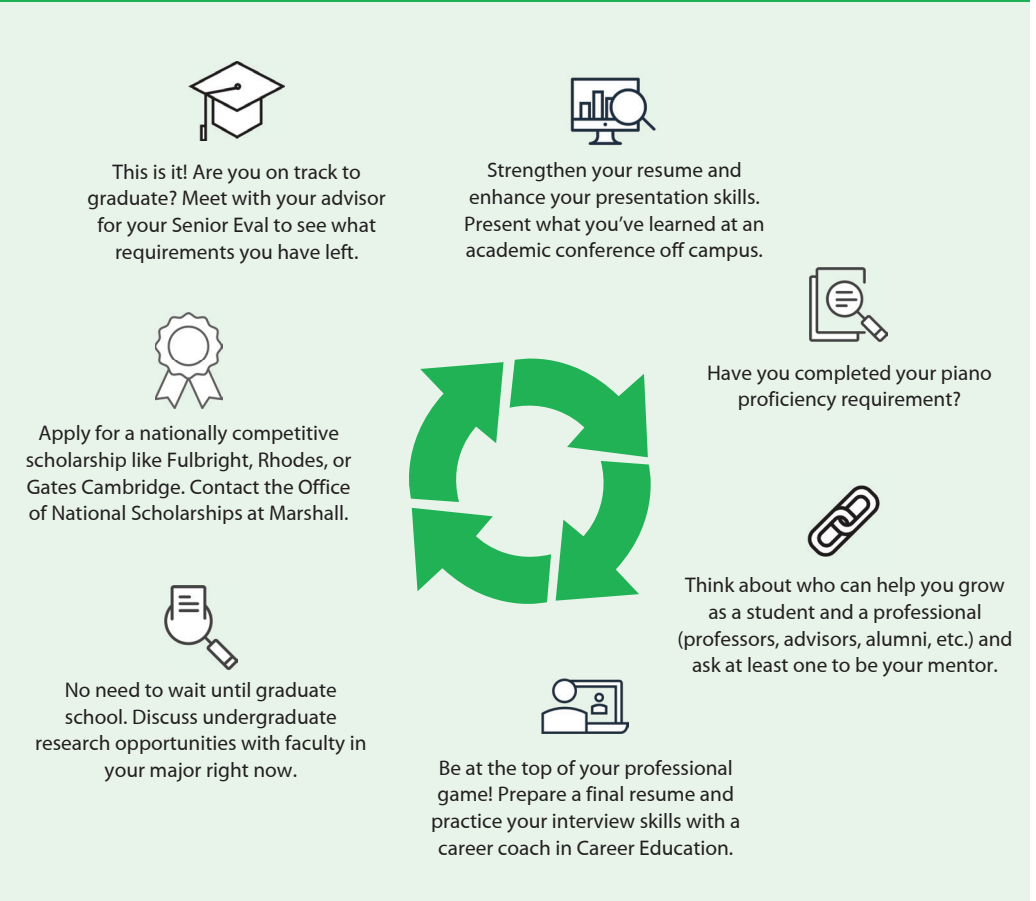 This is it! Are you on track to
graduate? Meet with your advisor
for your Senior Eval to see what
requirements you have left.
Strengthen your resume and
enhance your presentation skills.
Present what you've learned at an
academic conference off campus.
Have you completed your piano
proficiency requirement?
Think about who can help you grow
as a student and a professional
(professors, advisors, alumni, etc.) and
ask at least one to be your mentor.
Be at the top of your professional
game! Prepare a final resume and
practice your interview skills with a
career coach in Career Education.
No need to wait until graduate
school. Discuss undergraduate
research opportunities with faculty in
your major right now.
Apply for a nationally competitive
scholarship like Fulbright, Rhodes, or
Gates Cambridge. Contact the Office
of National Scholarships at Marshall.